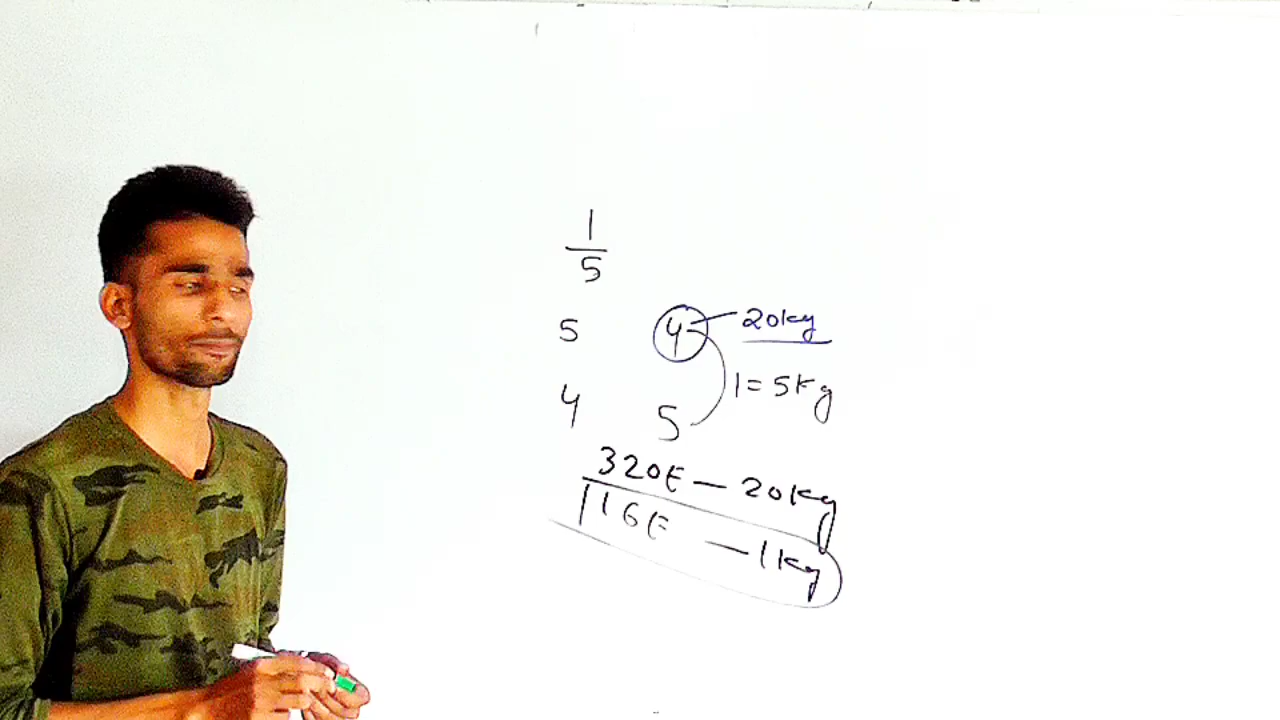 1
5
5 4 20kg
4 5 1 = 5kg
320₹ — 20kg
16₹ — 1kg